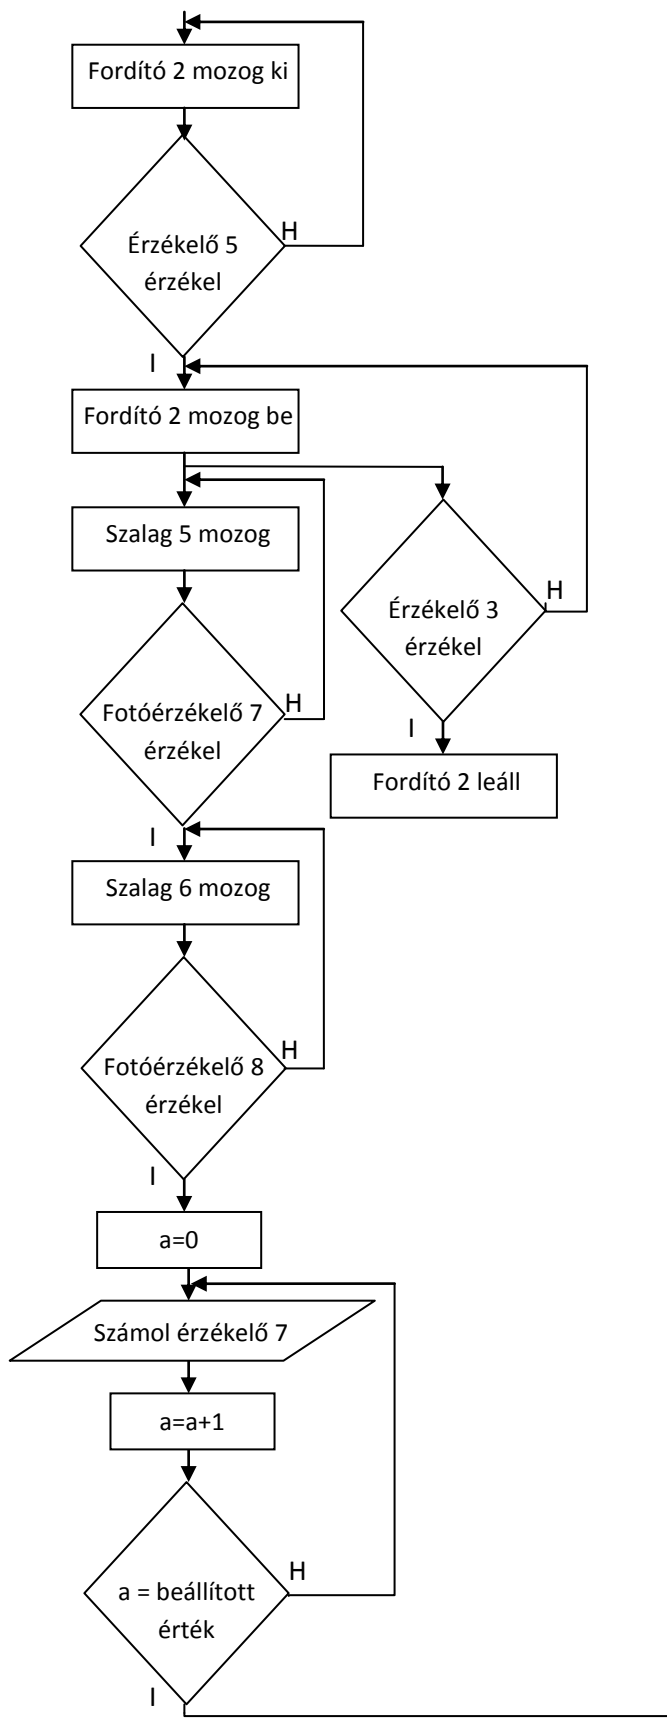 Fordító 2 mozog ki
H
Érzékelő 5
érzékel
I
Fordító 2 mozog be
Szalag 5 mozog
H
Érzékelő 3
érzékel
H
Fotóérzékelő 7
érzékel
I
Fordító 2 leáll
I
Szalag 6 mozog
H
Fotóérzékelő 8
érzékel
I
a=0
Számol érzékelő 7
a=a+1
H
a = beállított
érték
I